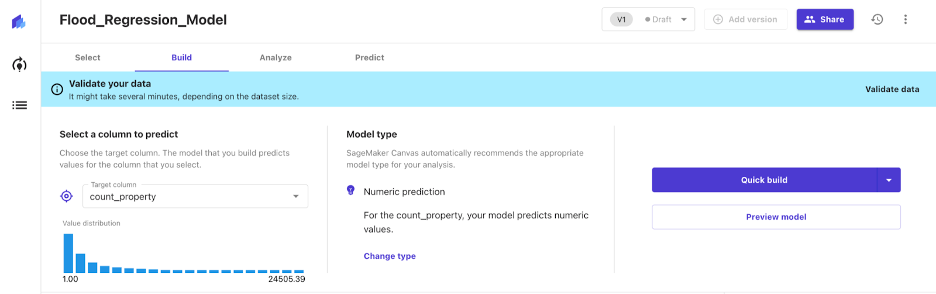 Flood_Regression_Model
V1
Draft
Add version
Share
Select
Build
Analyze
Predict
Validate your data
It might take several minutes, depending on the dataset size.
Validate data
Select a column to predict
Choose the target column. The model that you build predicts
values for the column that you select.
Target column
count_property
Value distribution
1.00
24505.39
Model type
SageMaker Canvas automatically recommends the appropriate
model type for your analysis.
Numeric prediction
For the count_property, your model predicts numeric
values.
Change type
Quick build
Preview model